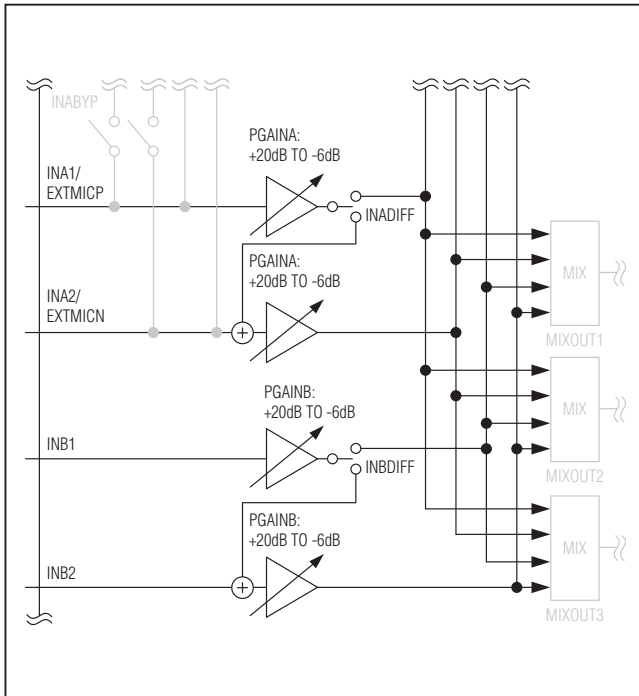 INABYP
PGAINA:
+20dB TO -6dB
INA1/
EXTMICP
INADIFF
PGAINA:
+20dB TO -6dB
MIX
INA2/
EXTMICN
+
MIXOUT1
PGAINB:
+20dB TO -6dB
MIX
INB1
INBDIFF
MIXOUT2
PGAINB:
+20dB TO -6dB
MIX
INB2
+
MIXOUT3